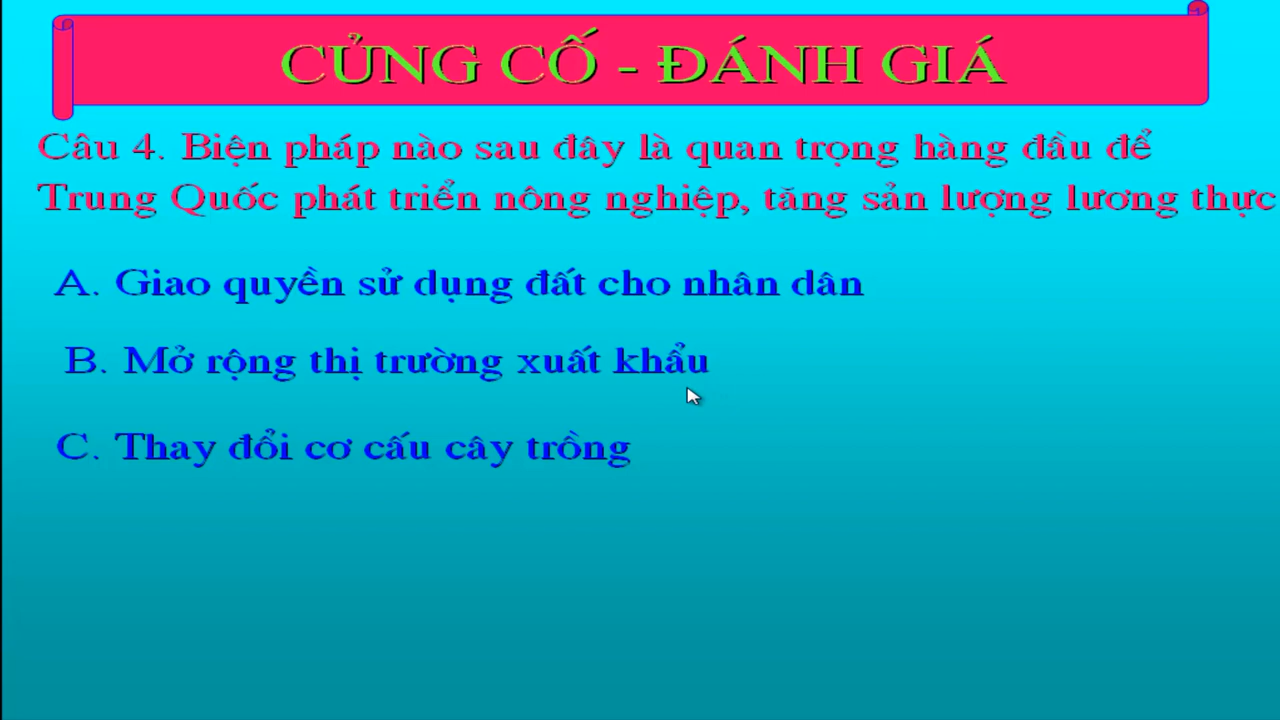 CỦNG CỐ - ĐÁNH GIÁ
Câu 4. Biện pháp nào sau đây là quan trọng hàng đầu để
Trung Quốc phát triển nông nghiệp, tăng sản lượng lương thực
A. Giao quyền sử dụng đất cho nhân dân
B. Mở rộng thị trường xuất khẩu
C. Thay đổi cơ cấu cây trồng